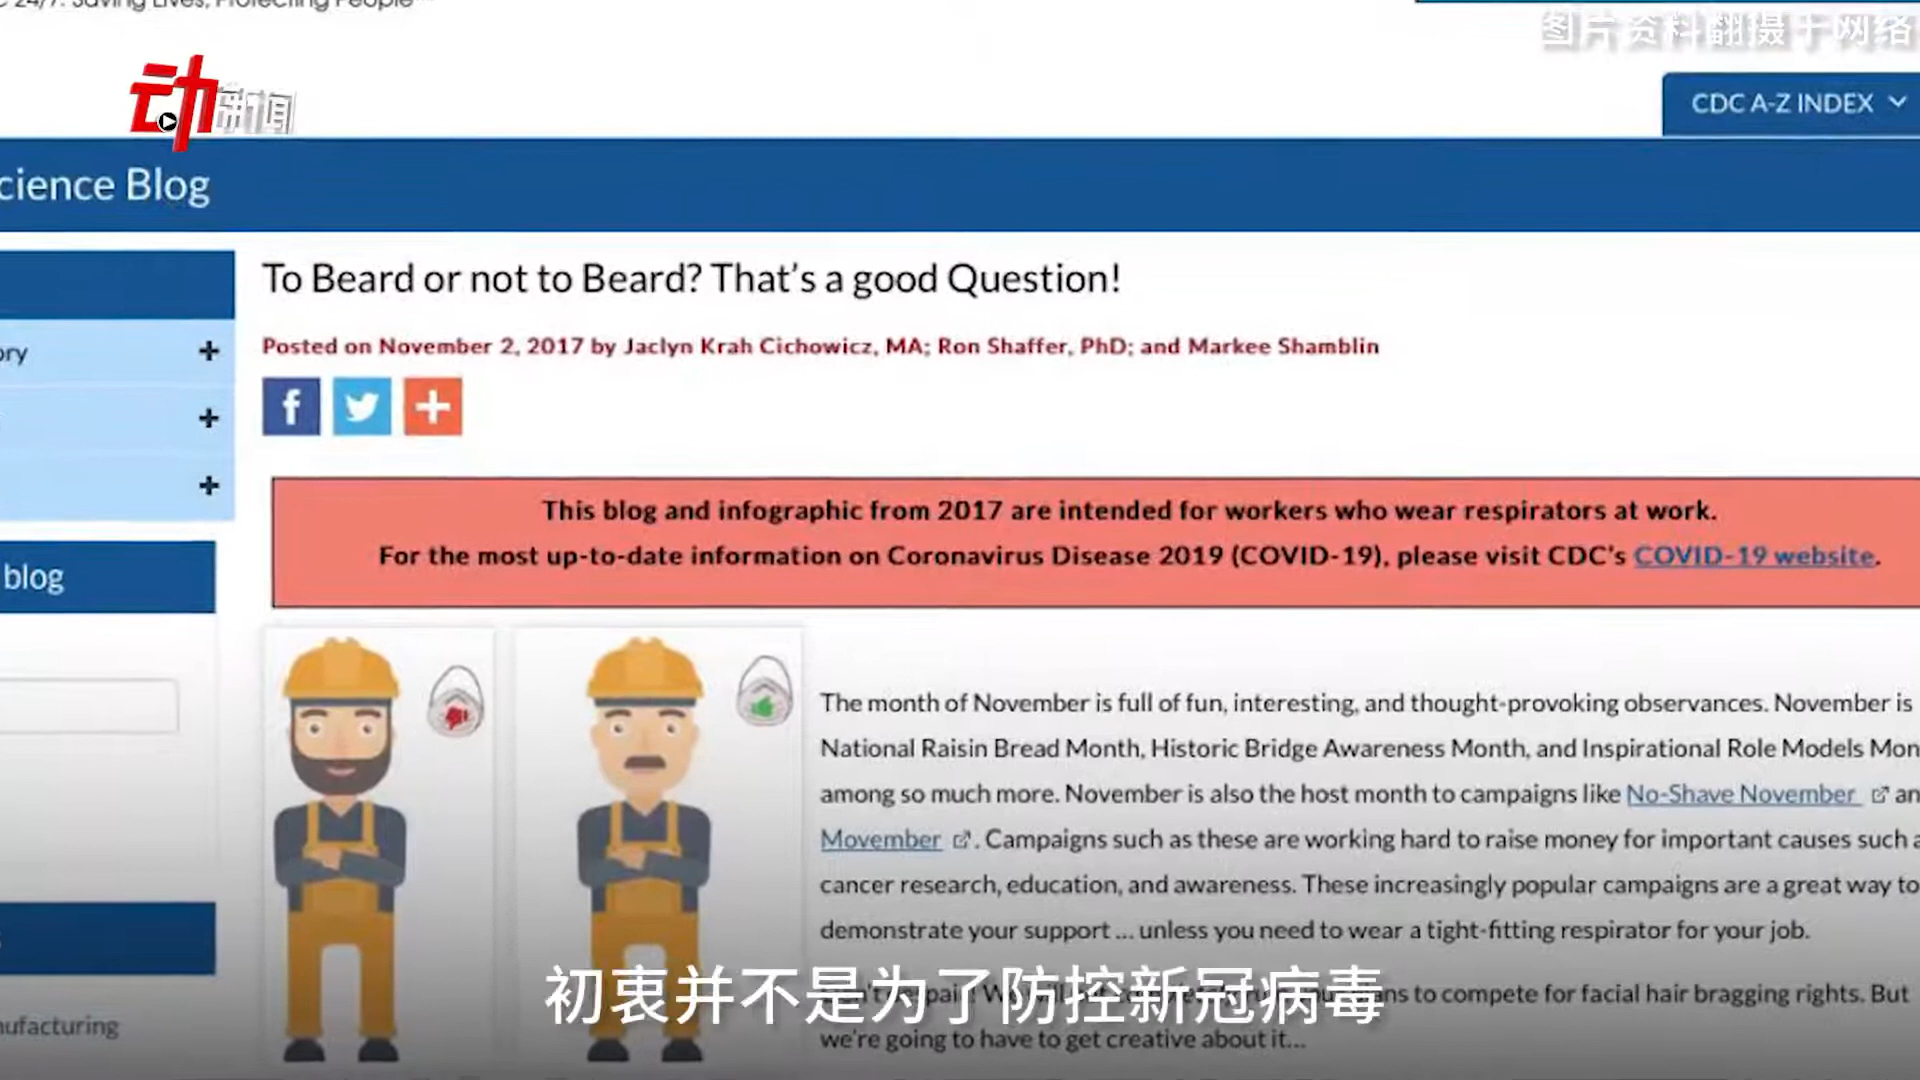 24/7: Saving Lives, Protecting People™
图片资料翻摄于网络
动新闻
CDC A-Z INDEX
cience Blog
To Beard or not to Beard? That's a good Question!
ory
Posted on November 2, 2017 by Jaclyn Krah Cichowicz, MA; Ron Shaffer, PhD; and Markee Shamblin
This blog and infographic from 2017 are intended for workers who wear respirators at work.
For the most up-to-date information on Coronavirus Disease 2019 (COVID-19), please visit CDC's COVID-19 website.
blog
The month of November is full of fun, interesting, and thought-provoking observances. November is
National Raisin Bread Month, Historic Bridge Awareness Month, and Inspirational Role Models Mon
among so much more. November is also the host month to campaigns like No-Shave November an
Movember. Campaigns such as these are working hard to raise money for important causes such a
cancer research, education, and awareness. These increasingly popular campaigns are a great way to
demonstrate your support ... unless you need to wear a tight-fitting respirator for your job.
初衷并不是为了防控新冠病毒
ns to compete for facial hair bragging rights. But
we're going to have to get creative about it...
ufacturing